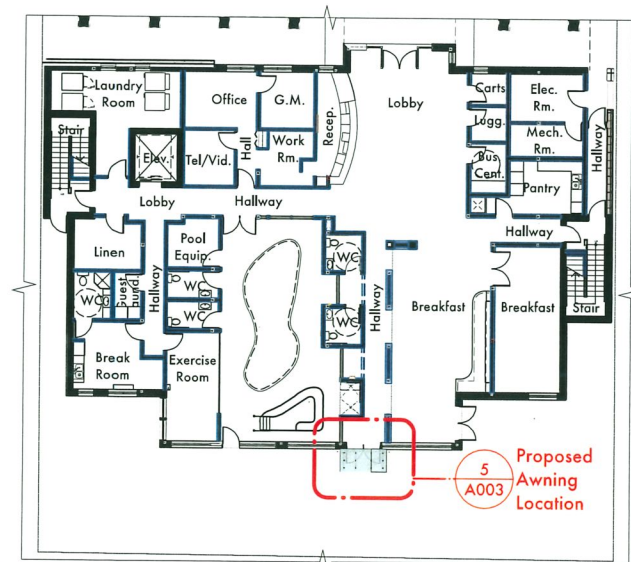 Laundry
Room
Office
G.M.
Recep.
Lobby
Carts
Elec.
Rm.
Stair
Elev.
Tel/Vid.
Hall
Work
Rm.
Lugg.
Mech.
Rm.
Hallway
Bus
Cent.
Pantry
Lobby
Hallway
Hallway
Linen
Pool
Equip.
WC
Guest
Laund.
Hallway
WC
WC
WC
WC
Hallway
Breakfast
Breakfast
Stair
Break
Room
Exercise
Room
5
A003
Proposed
Awning
Location